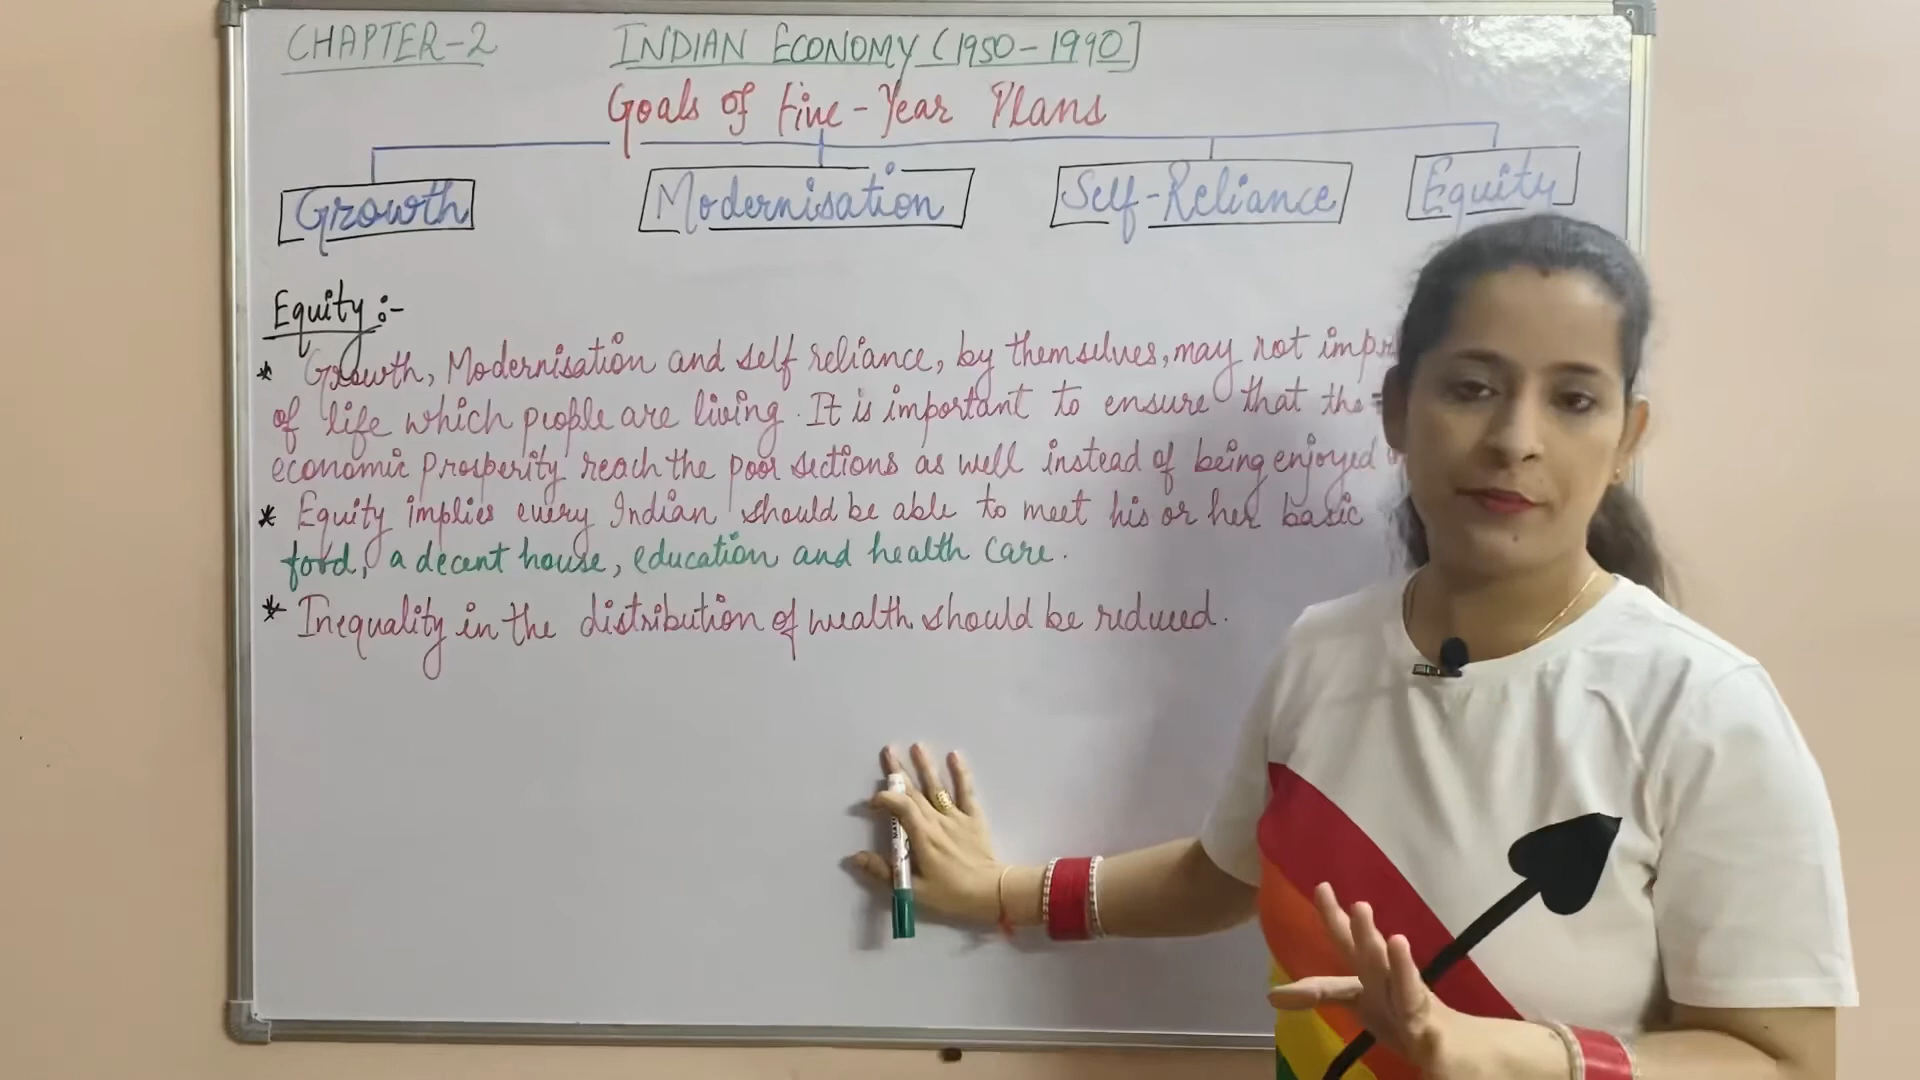 CHAPTER-2 INDIAN ECONOMY (1950-1990]
Goals of Five-Year Plans
Growth Modernisation Self-Reliance Equity
Equity :-
* Growth, Modernisation and self reliance, by themselves, may not
of life which people are living. It is important to ensure that the
economic prosperity reach the poor sections as well instead of being enjoyed
* Equity implies every Indian should be able to meet his or her basic
food, a decent house, education and health care.
* Inequality in the distribution of wealth should be reduced.